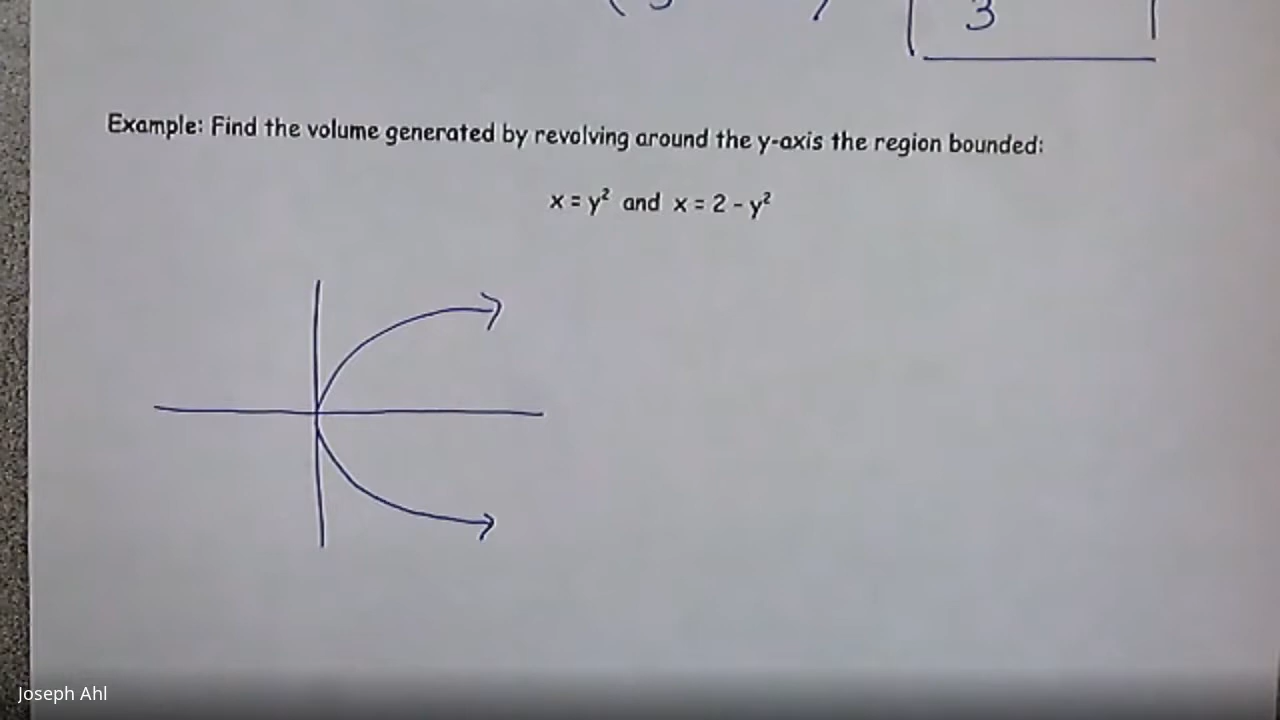 3
Example: Find the volume generated by revolving around the y-axis the region bounded:
x = y² and x = 2 - y²
Joseph Ahl